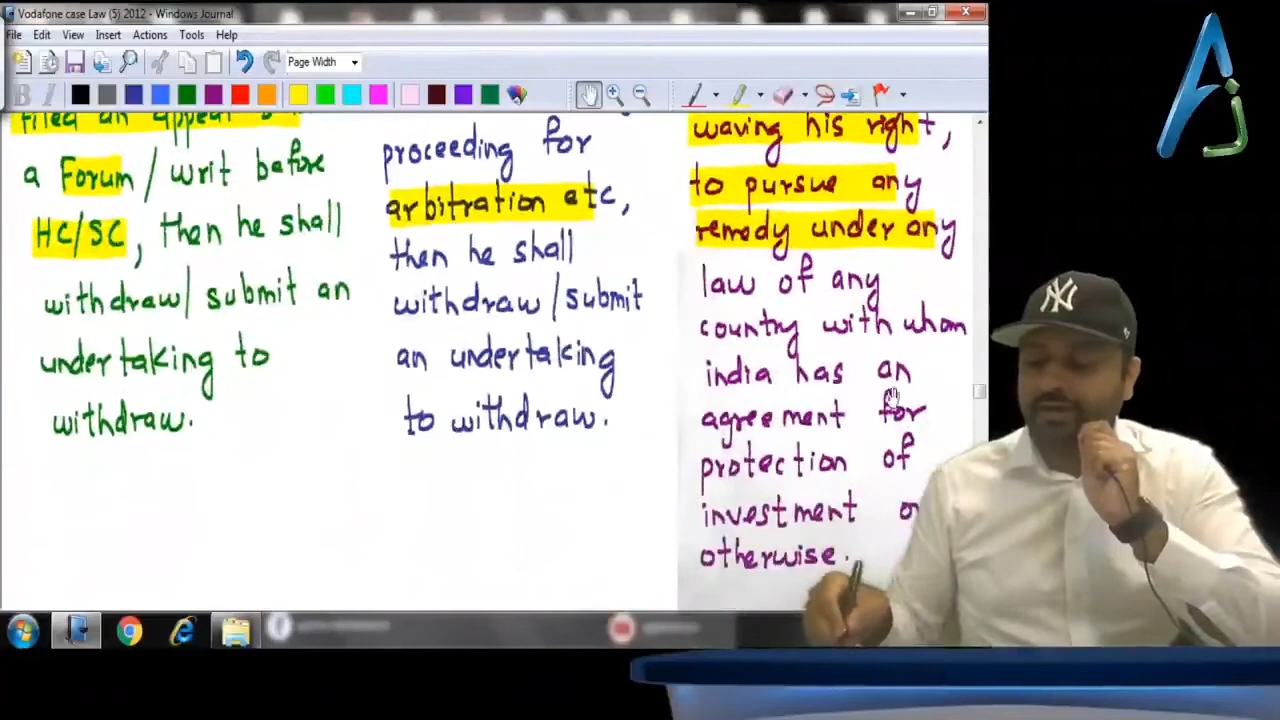 Vodafone case Law (5) 2012 - Windows Journal
File Edit View Insert Actions Tools Help
Page Width
filed an appeal
a Forum / writ before
HC/SC, then he shall
withdraw/ submit an
undertaking to
withdraw.
proceeding for
arbitration etc,
then he shall
withdraw/submit
an undertaking
to withdraw.
waving his right,
to pursue any
remedy under any
law of any
country with whom
india has an
agreement for
protection of
investment
otherwise.